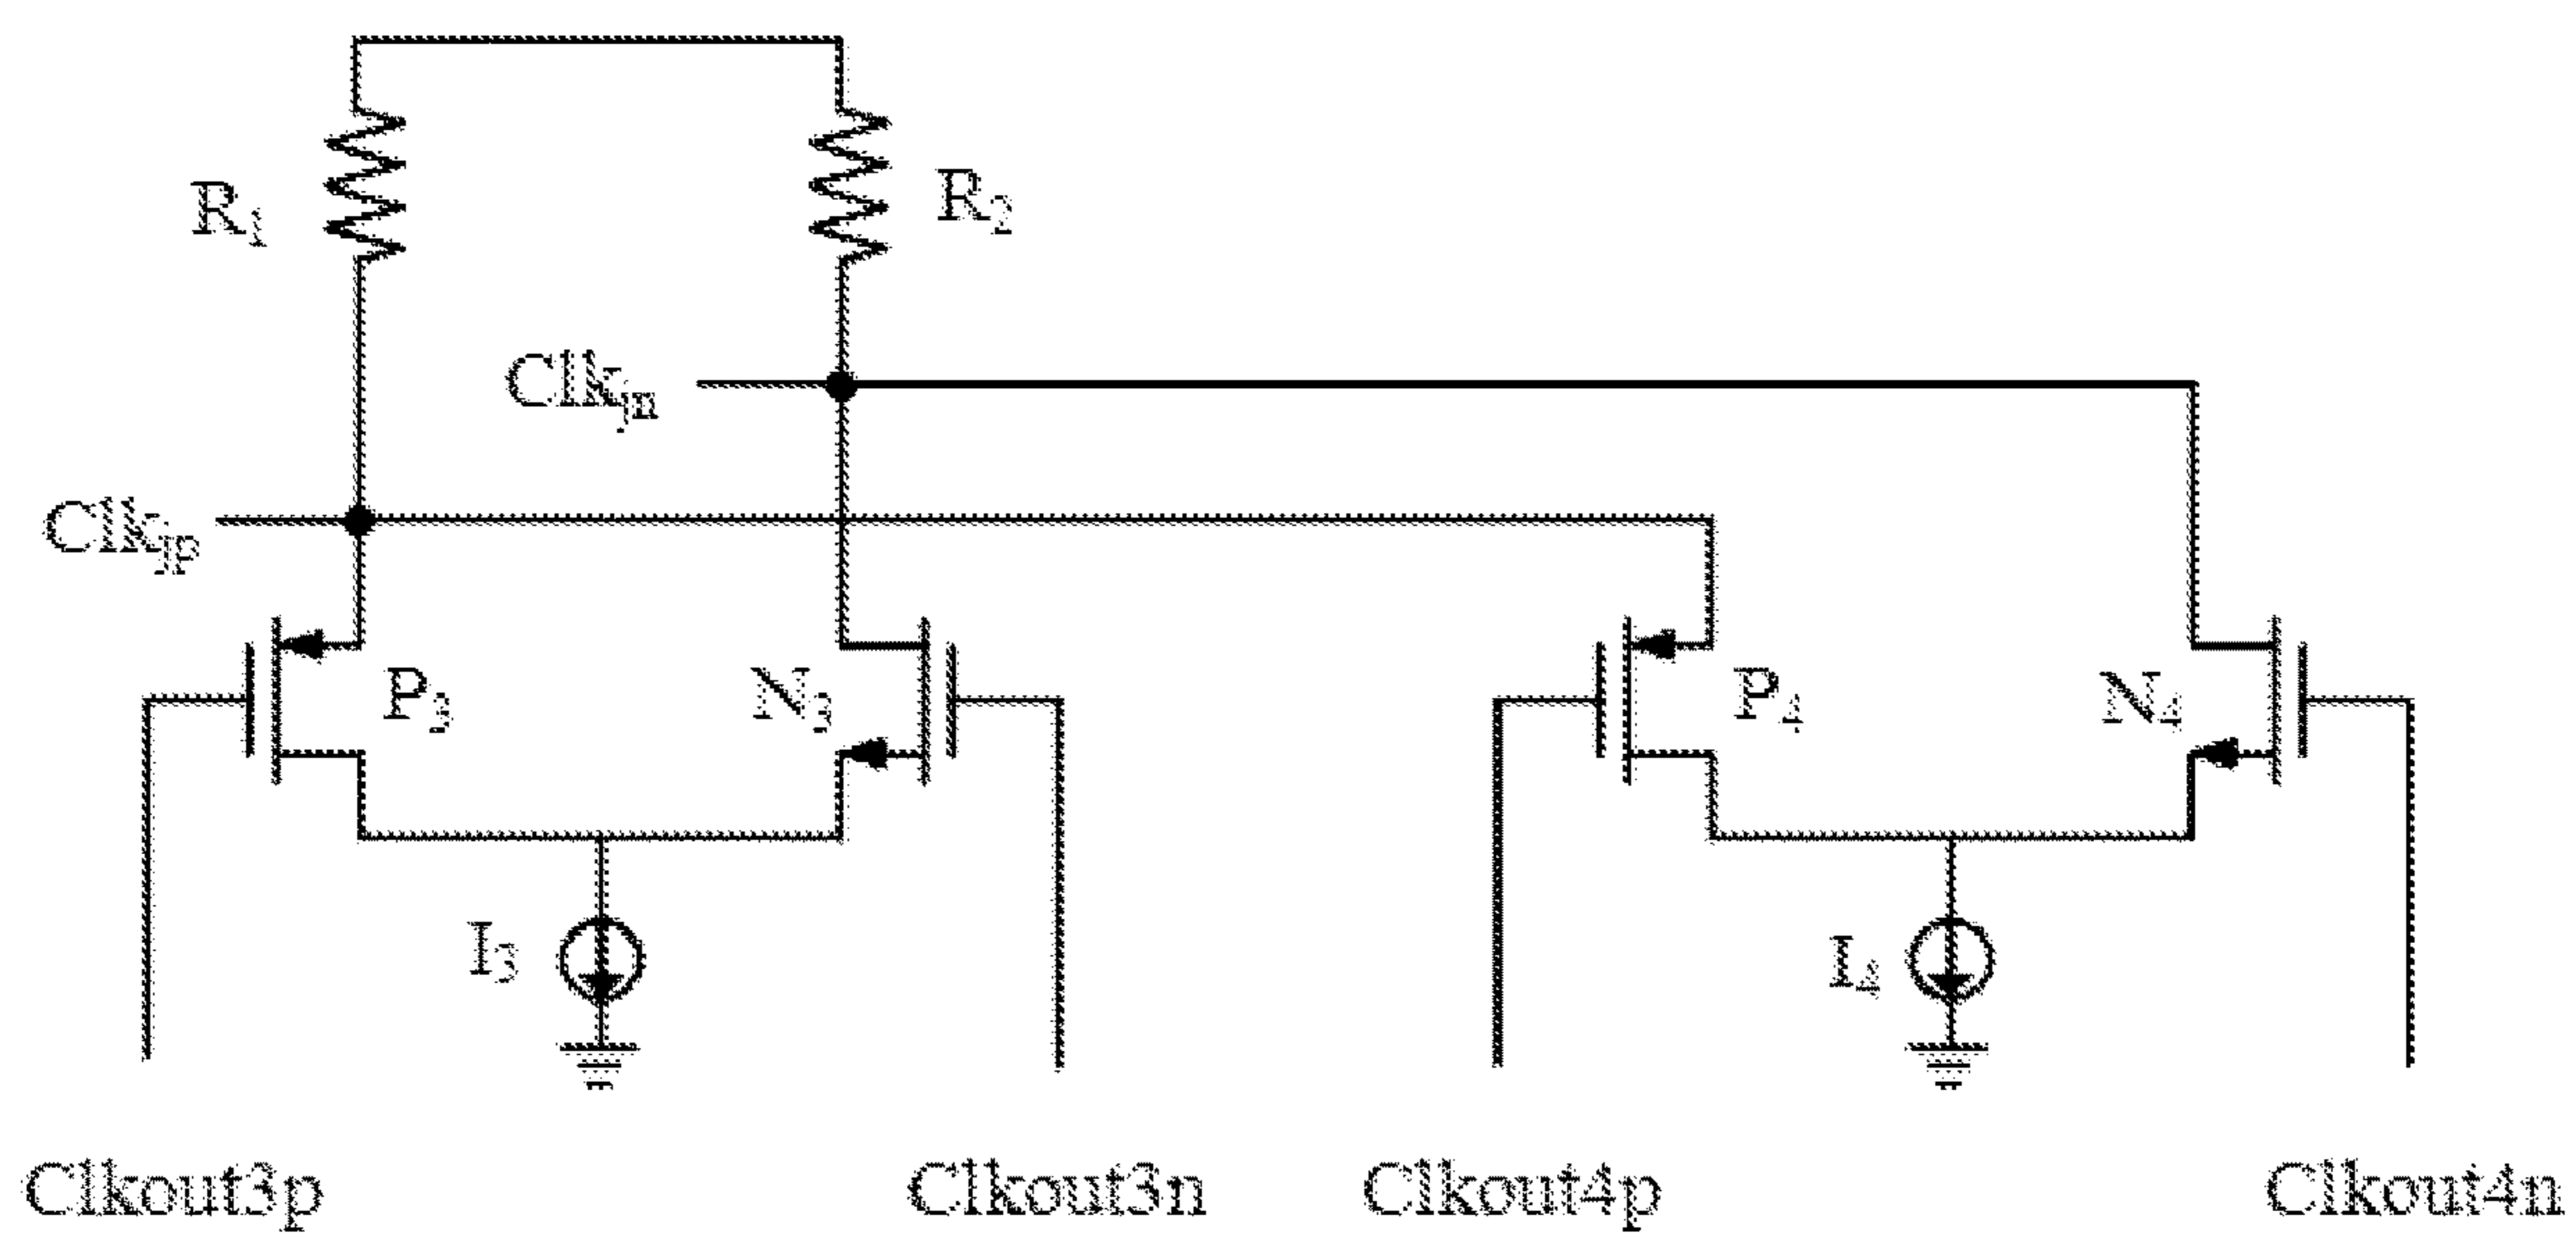 R₁
R₂
Clkⱼₙ
Clkⱼₚ
P₃
N₃
P₄
N₄
I₃
I₄
Clkout3p
Clkout3n
Clkout4p
Clkout4n